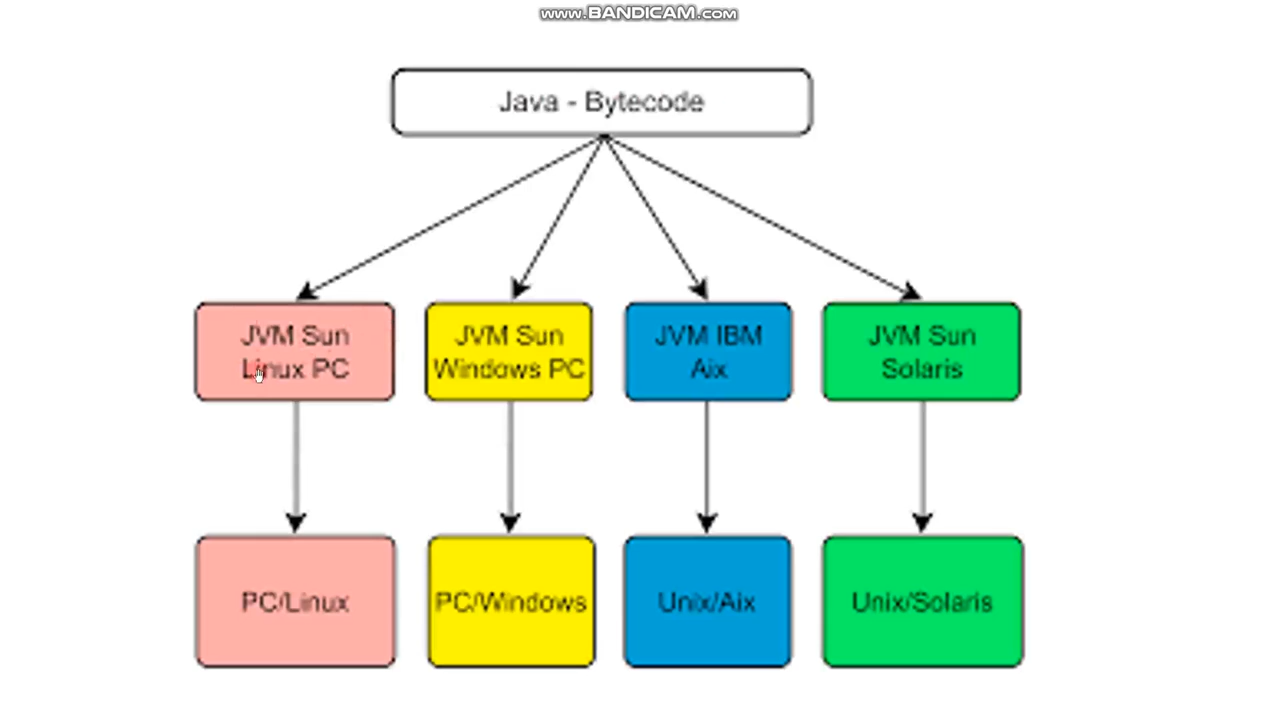 www.BANDICAM.com
Java - Bytecode
JVM Sun
Linux PC
JVM Sun
Windows PC
JVM IBM
Aix
JVM Sun
Solaris
PC/Linux
PC/Windows
Unix/Aix
Unix/Solaris